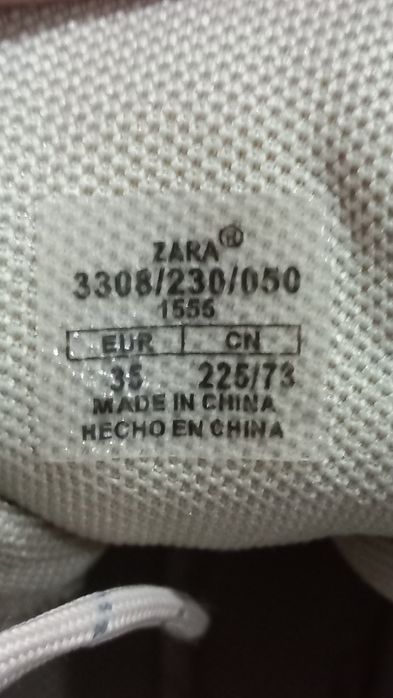 ZARA®
3308/230/050
1555
EUR CN
35 225/73
MADE IN CHINA
HECHO EN CHINA